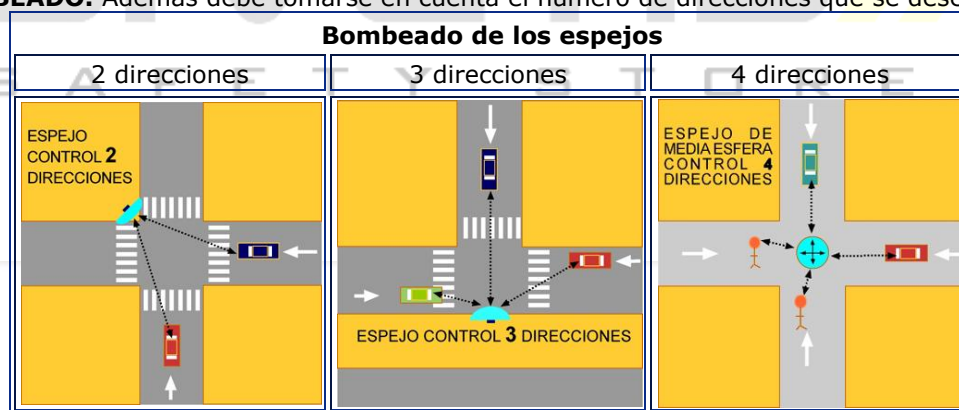 BLEADO. Además debe tomarse en cuenta el número de direcciones que se dese
Bombeado de los espejos
2 direcciones
3 direcciones
4 direcciones
S A F E T Y S T O R E
ESPEJO
CONTROL 2
DIRECCIONES
ESPEJO CONTROL 3 DIRECCIONES
ESPEJO DE
MEDIA ESFERA
CONTROL 4
DIRECCIONES